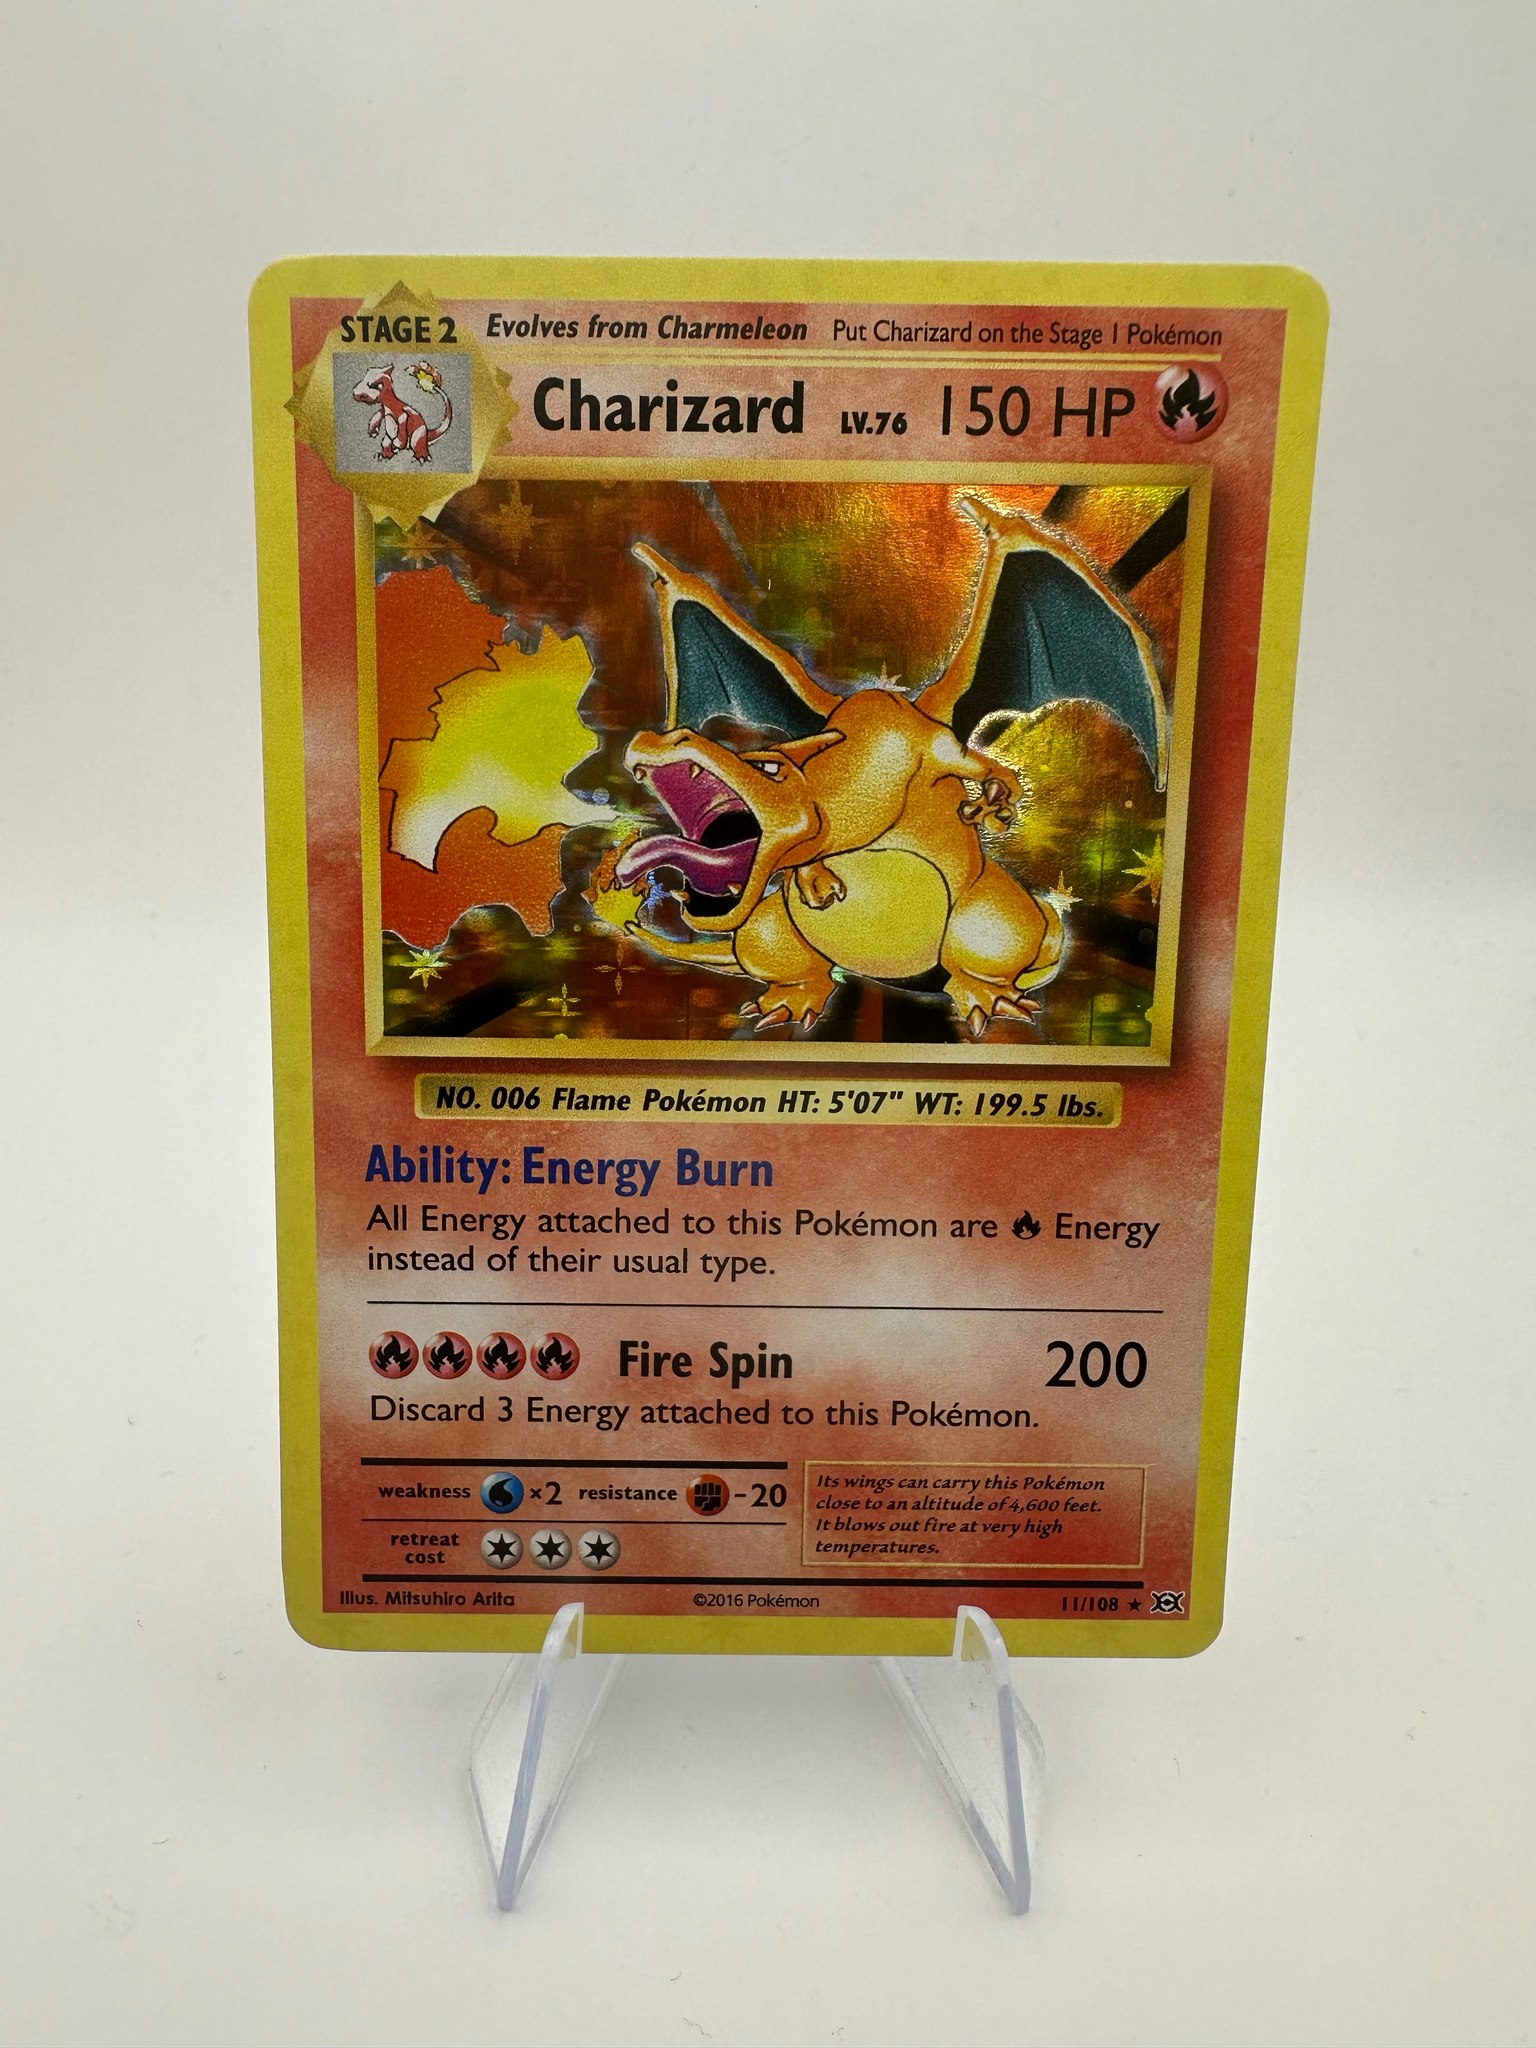 STAGE 2 Evolves from Charmeleon Put Charizard on the Stage 1 Pokémon
Charizard LV.76 150 HP
NO. 006 Flame Pokémon HT: 5'07" WT: 199.5 lbs.
Ability: Energy Burn
All Energy attached to this Pokémon are Energy
instead of their usual type.
Fire Spin 200
Discard 3 Energy attached to this Pokémon.
weakness ×2 resistance -20
retreat
cost
Its wings can carry this Pokémon
close to an altitude of 4,600 feet.
It blows out fire at very high
temperatures.
Illus. Mitsuhiro Arita ©2016 Pokémon 11/108 ★